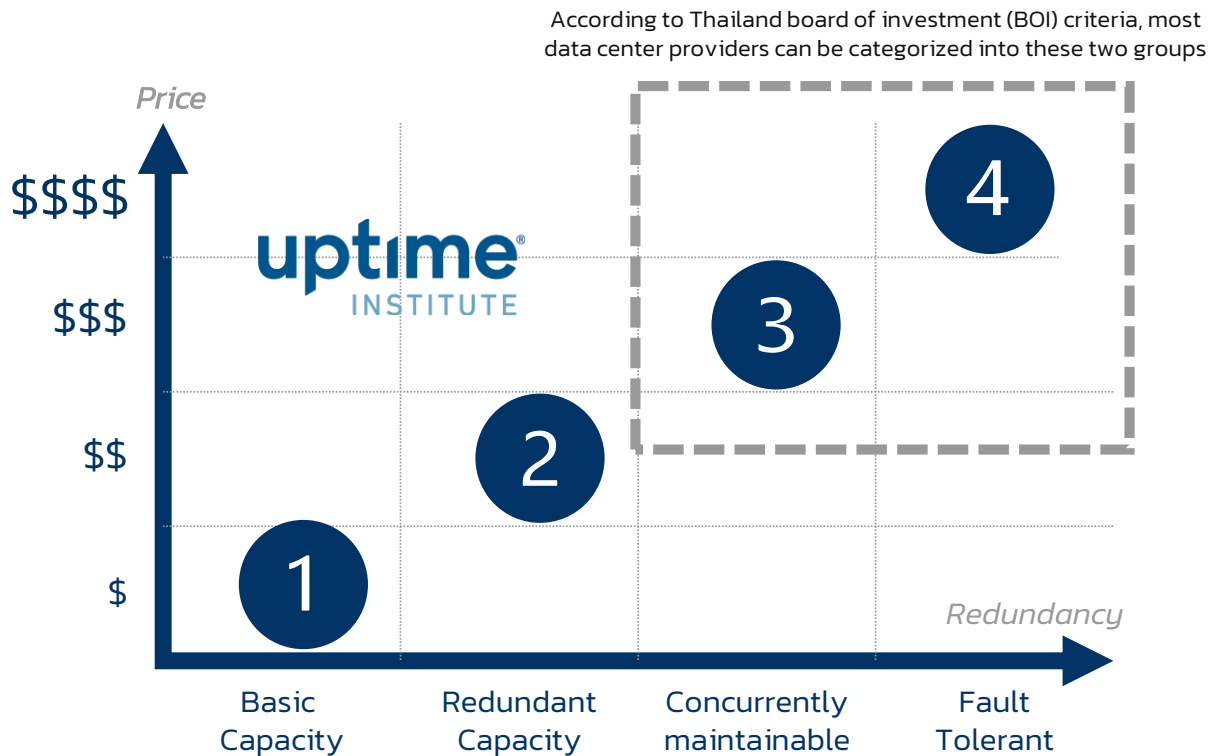 According to Thailand board of investment (BOI) criteria, most
data center providers can be categorized into these two groups
Price
$$$$
4
uptime®
INSTITUTE
$$$
3
$$
2
$
1
Redundancy
Basic
Capacity
Redundant
Capacity
Concurrently
maintainable
Fault
Tolerant